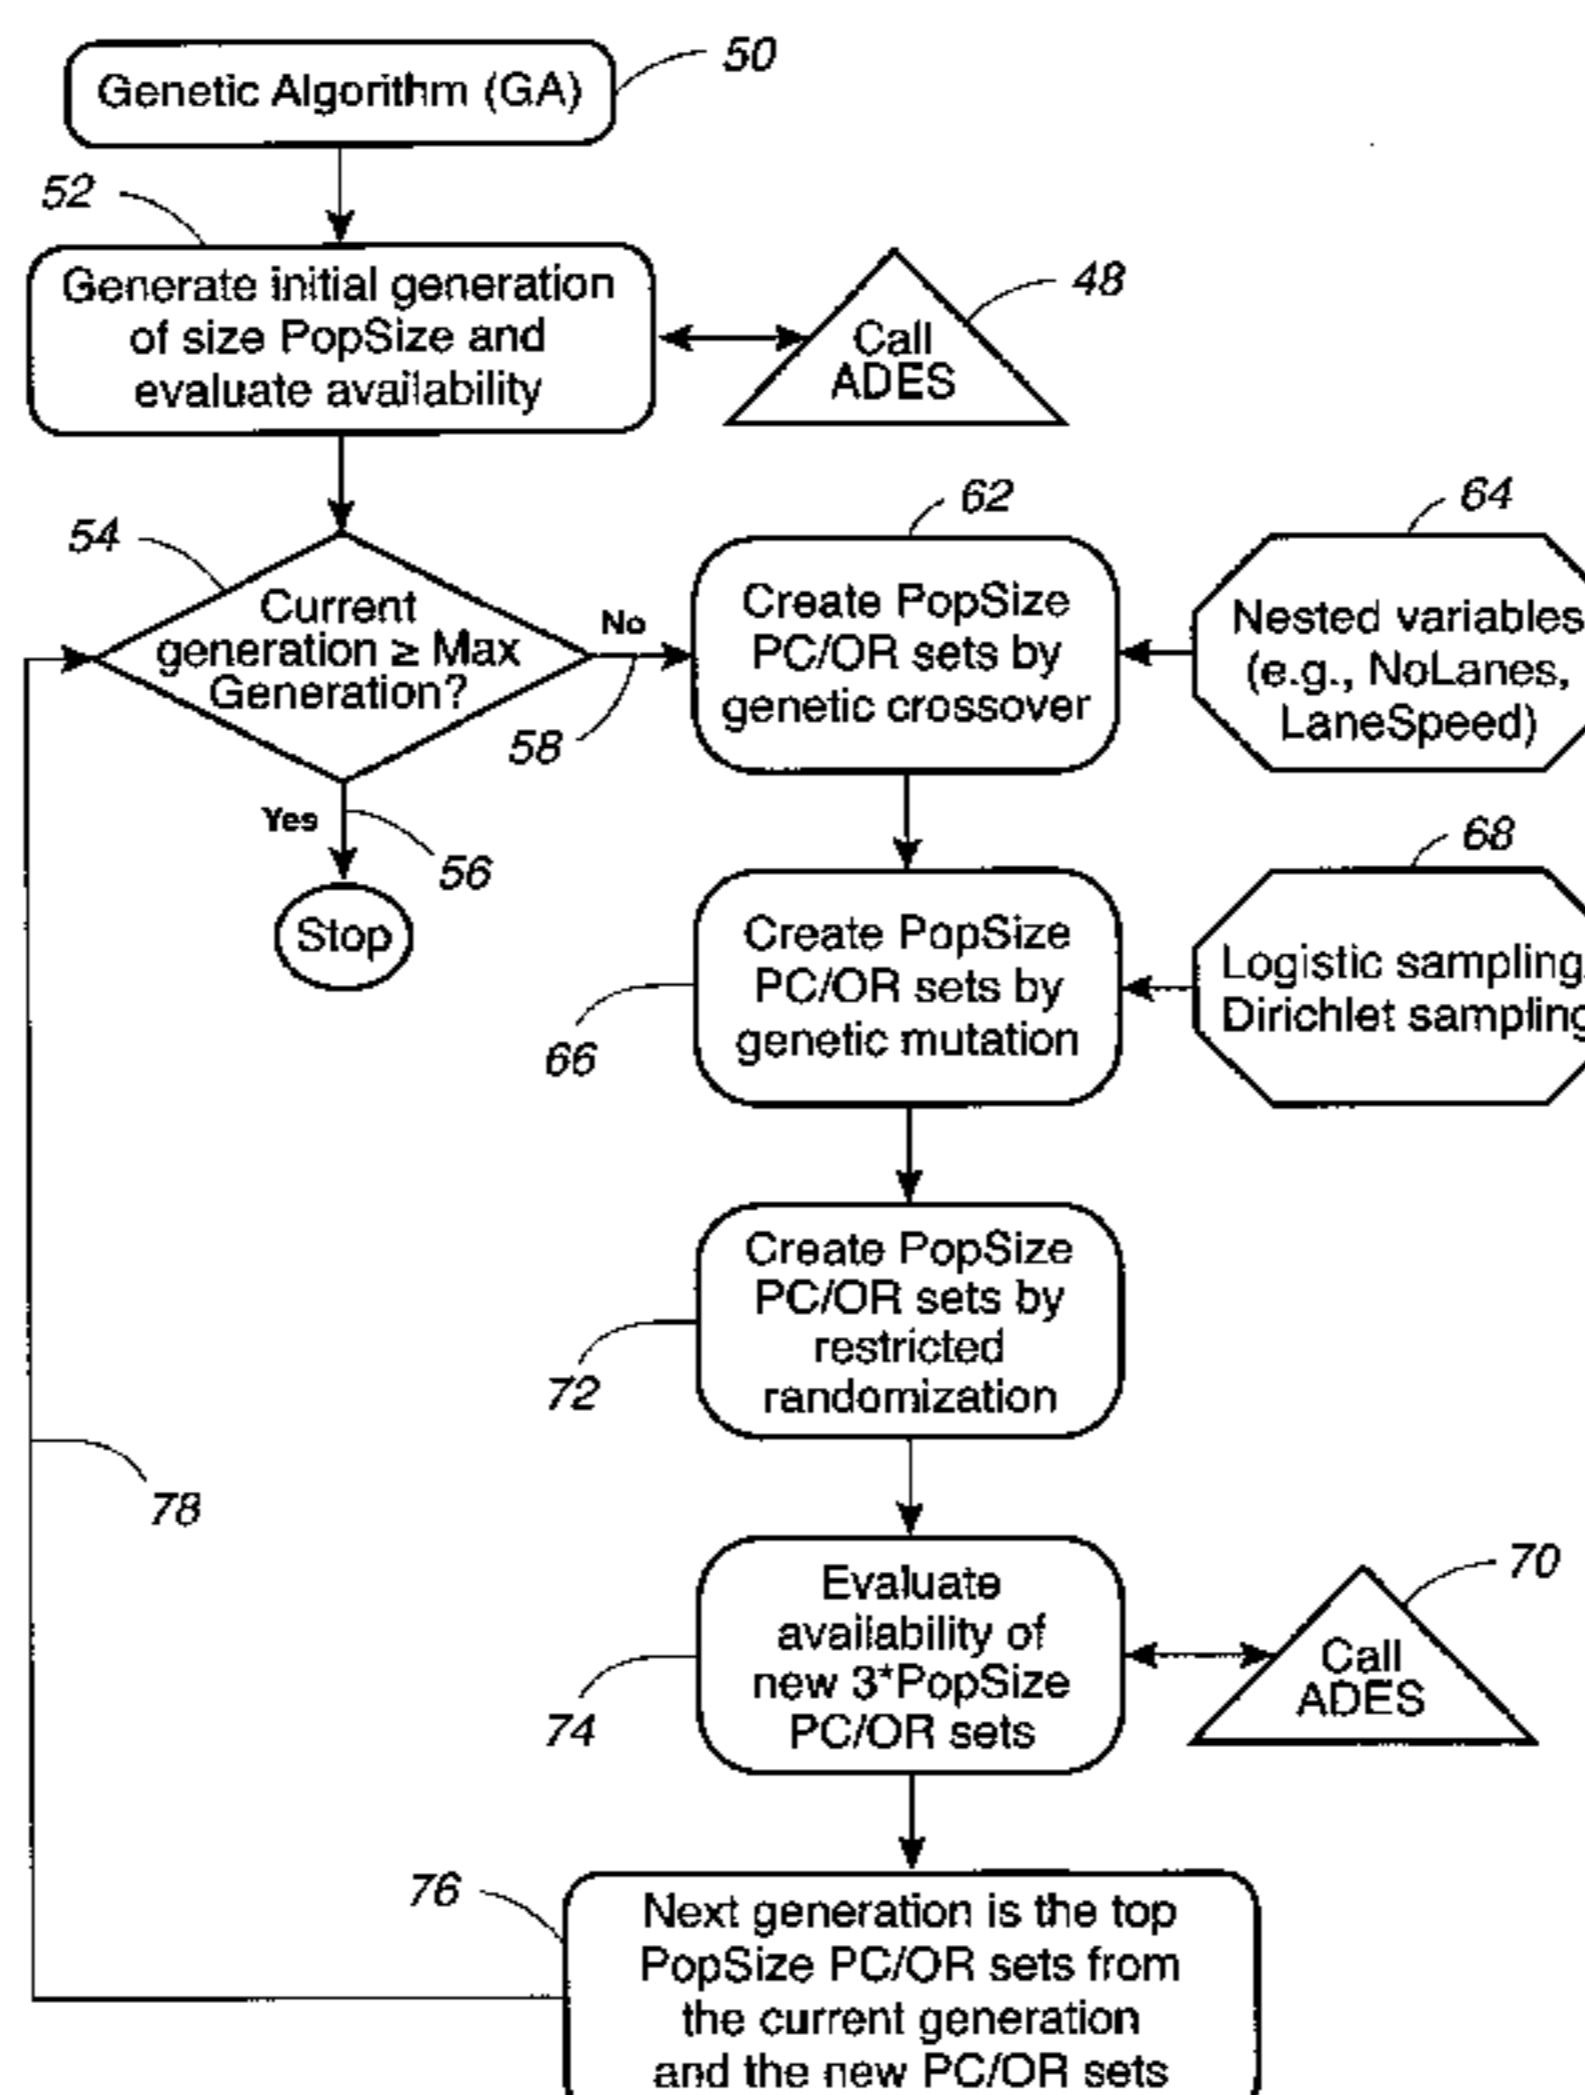 Genetic Algorithm (GA)
50
52
Generate initial generation
of size PopSize and
evaluate availability
48
Call
ADES
54
Current
generation ≥ Max
Generation?
No
58
Yes
56
Stop
62
Create PopSize
PC/OR sets by
genetic crossover
64
Nested variables
(e.g., NoLanes,
LaneSpeed)
66
Create PopSize
PC/OR sets by
genetic mutation
68
Logistic sampling
Dirichlet sampling
72
Create PopSize
PC/OR sets by
restricted
randomization
78
74
Evaluate
availability of
new 3*PopSize
PC/OR sets
70
Call
ADES
76
Next generation is the top
PopSize PC/OR sets from
the current generation
and the new PC/OR sets